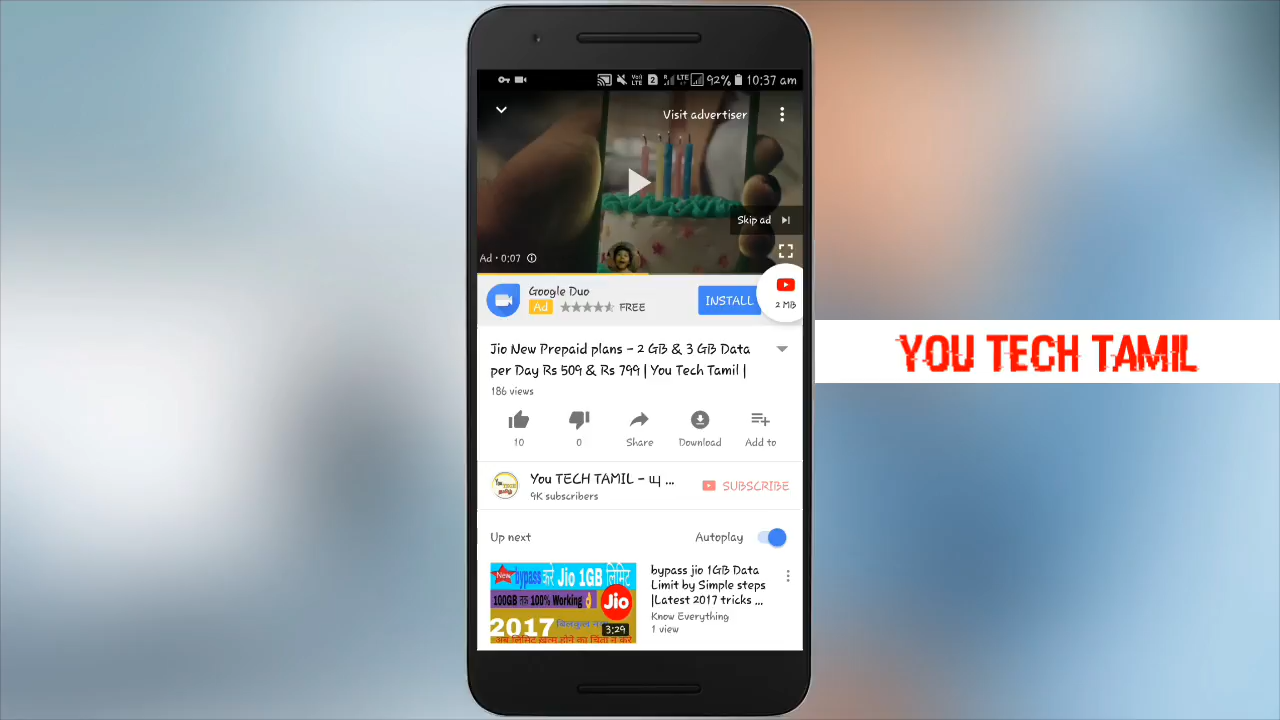 92% 10:37 am
Visit advertiser
Skip ad
Ad • 0:07
Google Duo
Ad FREE
INSTALL
2 MB
Jio New Prepaid plans – 2 GB & 3 GB Data
per Day Rs 509 & Rs 799 | You Tech Tamil |
186 views
10 0 Share Download Add to
You TECH TAMIL – யு ...
9K subscribers
SUBSCRIBE
Up next Autoplay
New bypass करे Jio 1GB लिमिट
100GB तक 100% Working
Jio
2017
3:29
bypass jio 1GB Data
Limit by Simple steps
|Latest 2017 tricks ...
Know Everything
1 view
YOU TECH TAMIL